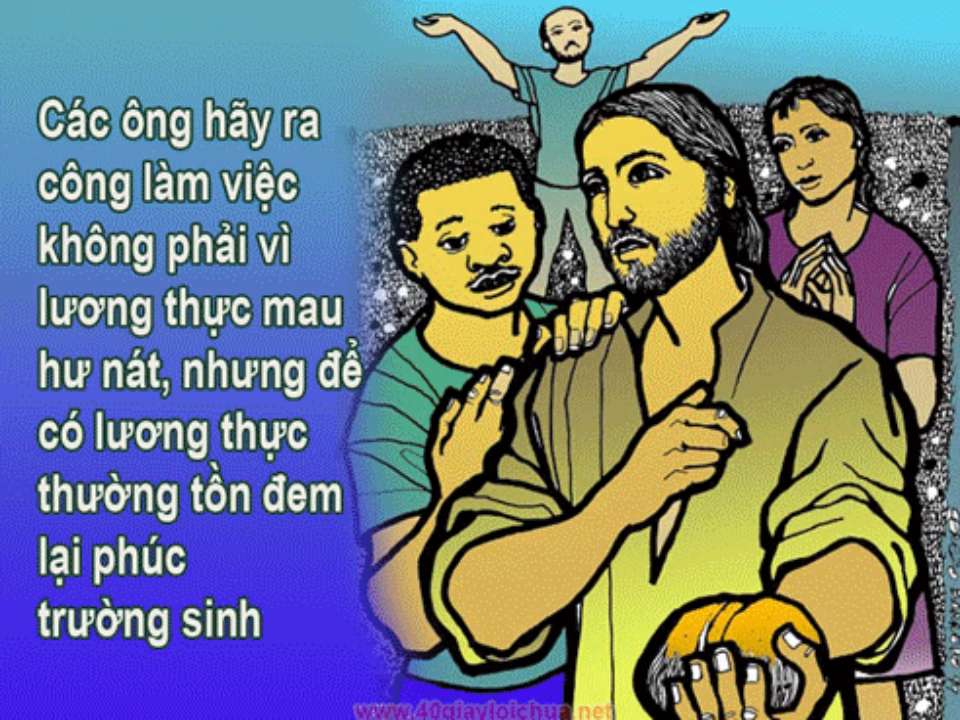 Các ông hãy ra
công làm việc
không phải vì
lương thực mau
hư nát, nhưng để
có lương thực
thường tồn đem
lại phúc
trường sinh
www.40giayloichua.net